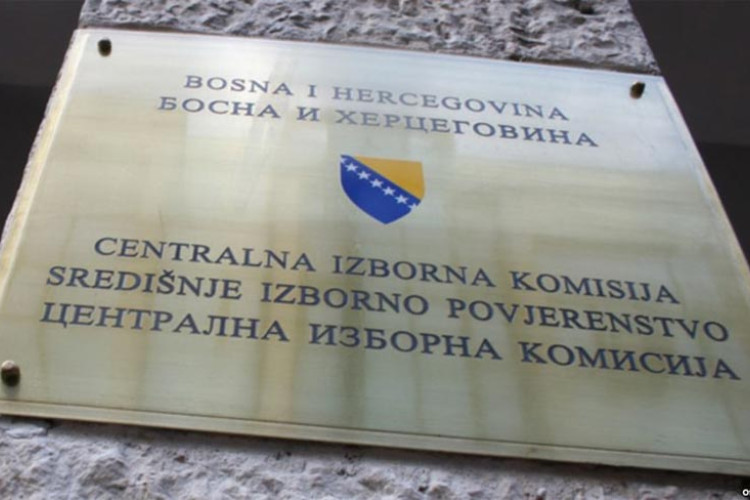 BOSNA I HERCEGOVINA
БОСНА И ХЕРЦЕГОВИНА
CENTRALNA IZBORNA KOMISIJA
SREDIŠNJE IZBORNO POVJERENSTVO
ЦЕНТРАЛНА ИЗБОРНА КОМИСИЈА